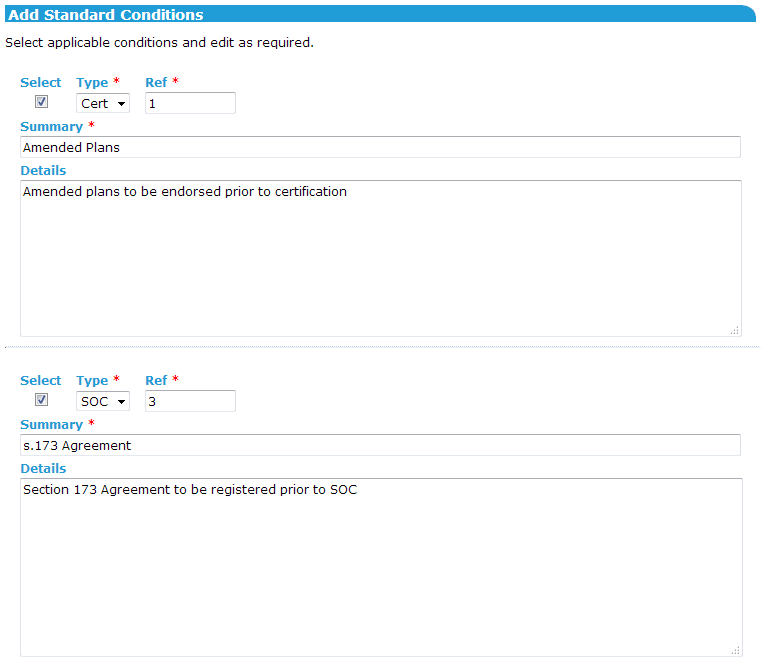 Add Standard Conditions
Select applicable conditions and edit as required.
Select Type * Ref *
Cert 1
Summary *
Amended Plans
Details
Amended plans to be endorsed prior to certification
Select Type * Ref *
SOC 3
Summary *
s.173 Agreement
Details
Section 173 Agreement to be registered prior to SOC